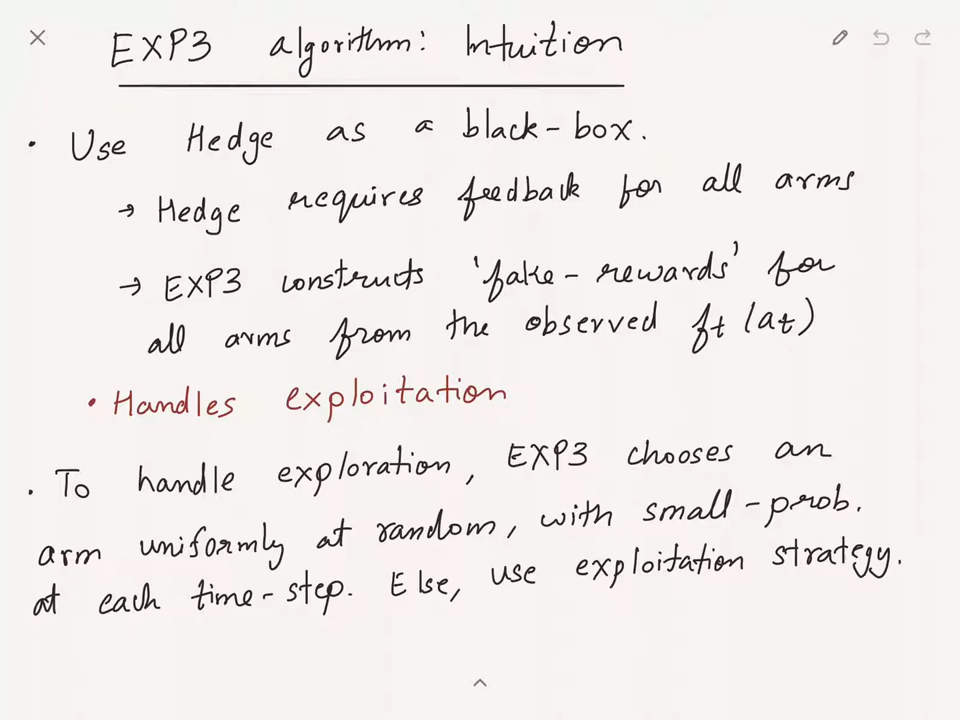 EXP3 algorithm: Intuition
• Use Hedge as a black-box.
→ Hedge requires feedback for all arms
→ EXP3 constructs 'fake-rewards' for
all arms from the observed ft(at)
• Handles exploitation
• To handle exploration, EXP3 chooses an
arm uniformly at random, with small-prob.
at each time-step. Else, use exploitation strategy.